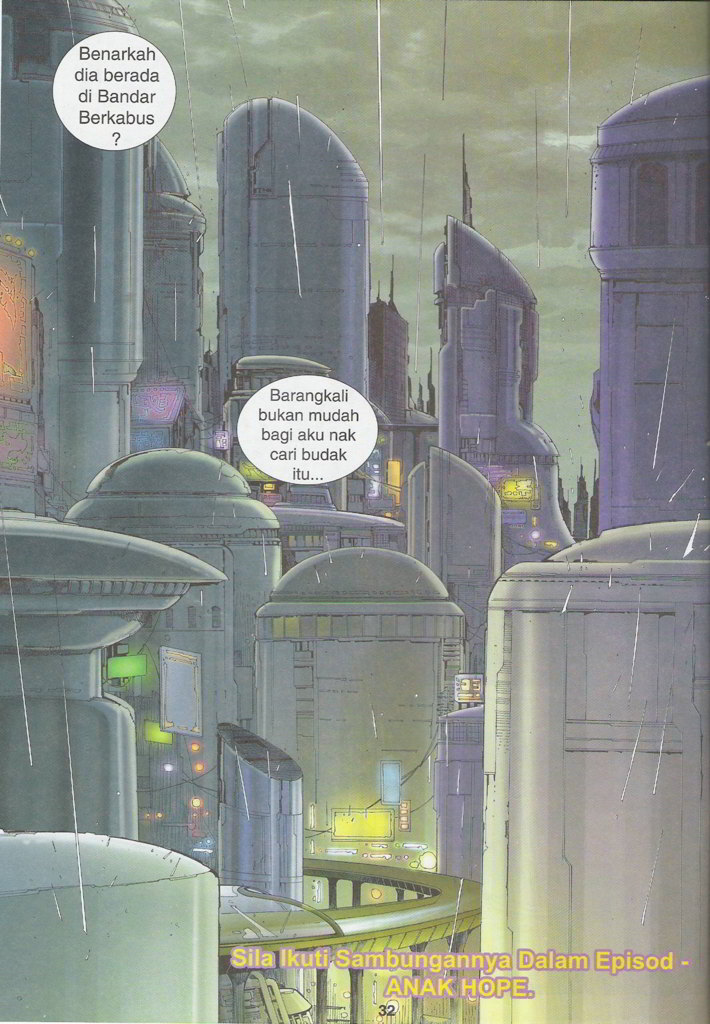 Benarkah
dia berada
di Bandar
Berkabus
?
Barangkali
bukan mudah
bagi aku nak
cari budak
itu...
Sila Ikuti Sambungannya Dalam Episod -
ANAK HOPE.
32